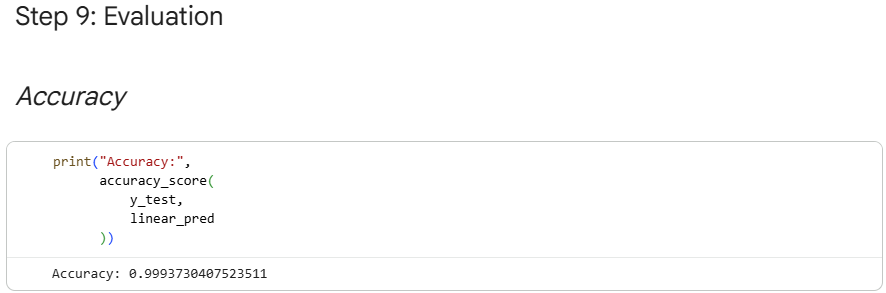 Step 9: Evaluation
Accuracy
print("Accuracy:",
accuracy_score(
y_test,
linear_pred
))
Accuracy: 0.9993730407523511